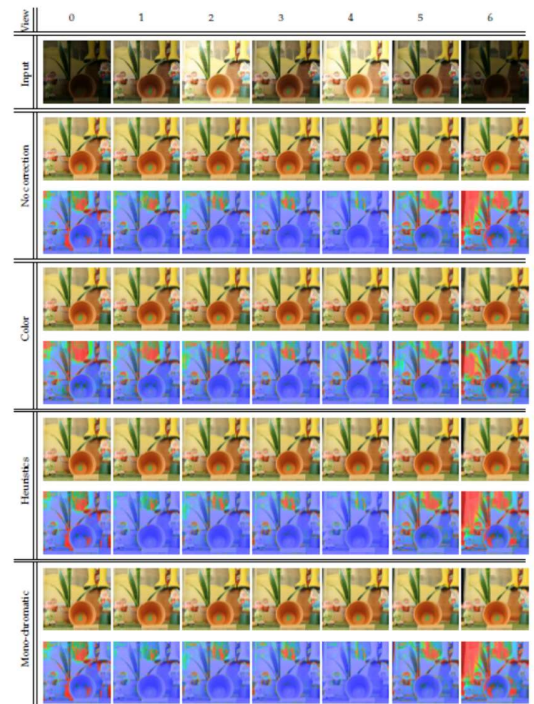 View 0 1 2 3 4 5 6
Input
No correction
Color
Heuristics
Mono-chromatic